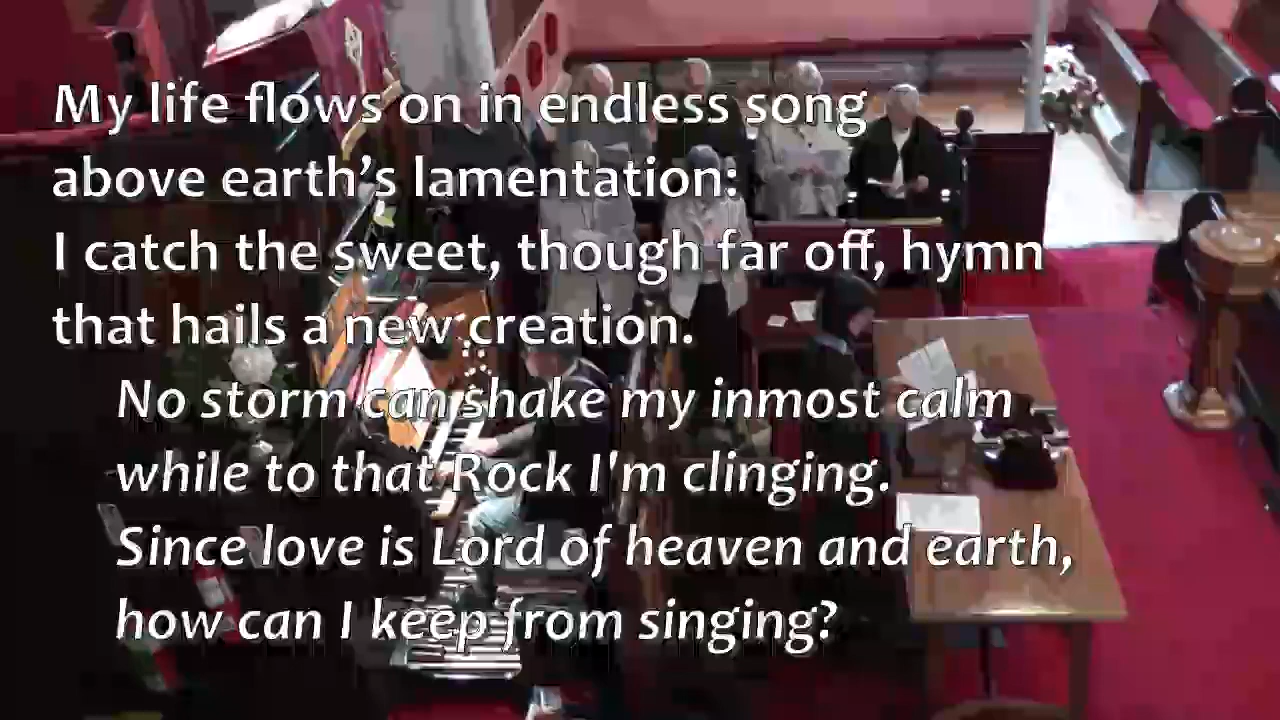 My life flows on in endless song
above earth’s lamentation:
I catch the sweet, though far off, hymn
that hails a new creation.
No storm can shake my inmost calm
while to that Rock I'm clinging.
Since love is Lord of heaven and earth,
how can I keep from singing?